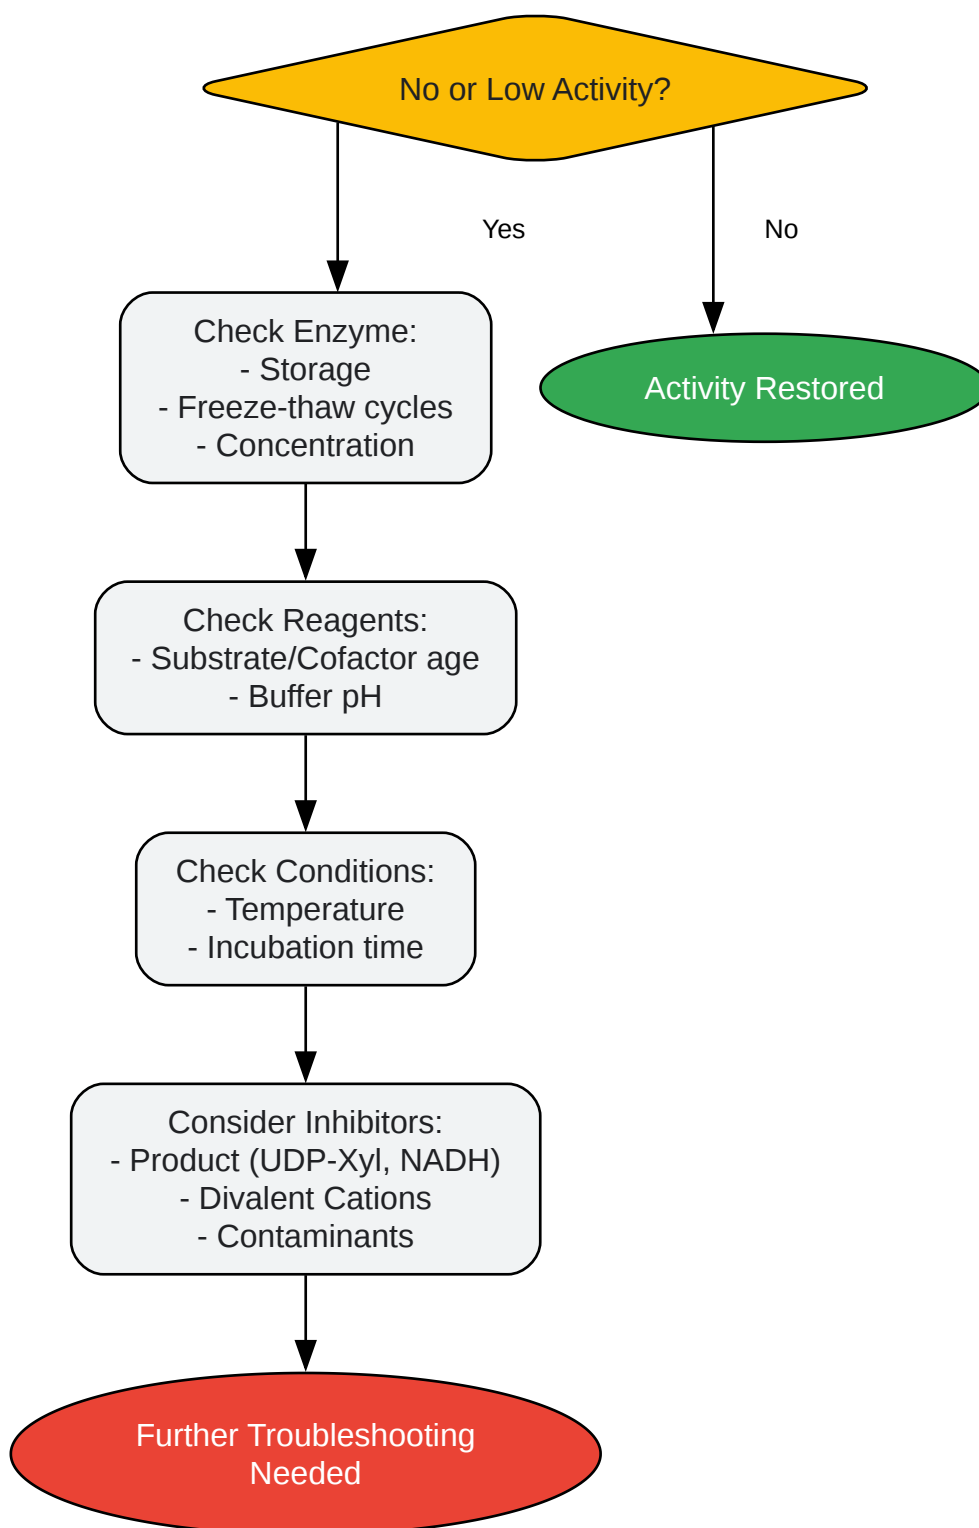 No or Low Activity?
Yes
No
Check Enzyme:
- Storage
- Freeze-thaw cycles
- Concentration
Activity Restored
Check Reagents:
- Substrate/Cofactor age
- Buffer pH
Check Conditions:
- Temperature
- Incubation time
Consider Inhibitors:
- Product (UDP-Xyl, NADH)
- Divalent Cations
- Contaminants
Further Troubleshooting
Needed